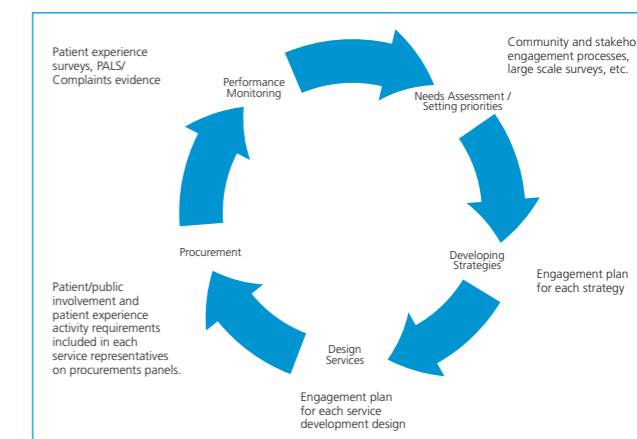 Patient experience
surveys, PALS/
Complaints evidence
Performance
Monitoring
Community and
engagement processes,
large scale surveys, etc.
Needs Assessment /
Setting priorities
Developing
Strategies
Engagement plan
for each strategy
Design
Services
Engagement plan
for each service
development design
Procurement
Patient/public
involvement and
patient experience
activity requirements
included in each
service representatives
on procurements panels.